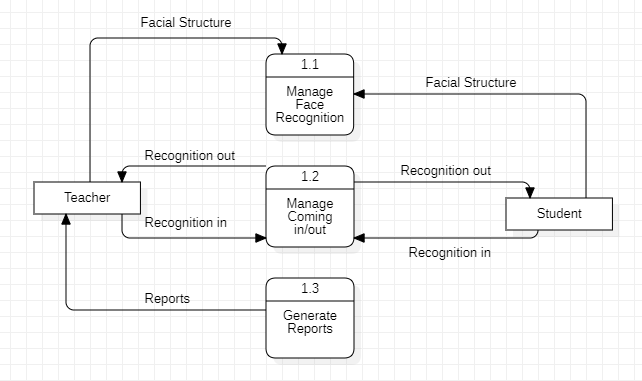 Facial Structure
1.1
Manage
Face
Recognition
Facial Structure
Recognition out
1.2
Manage
Coming
in/out
Recognition out
Teacher
Student
Recognition in
Recognition in
1.3
Generate
Reports
Reports